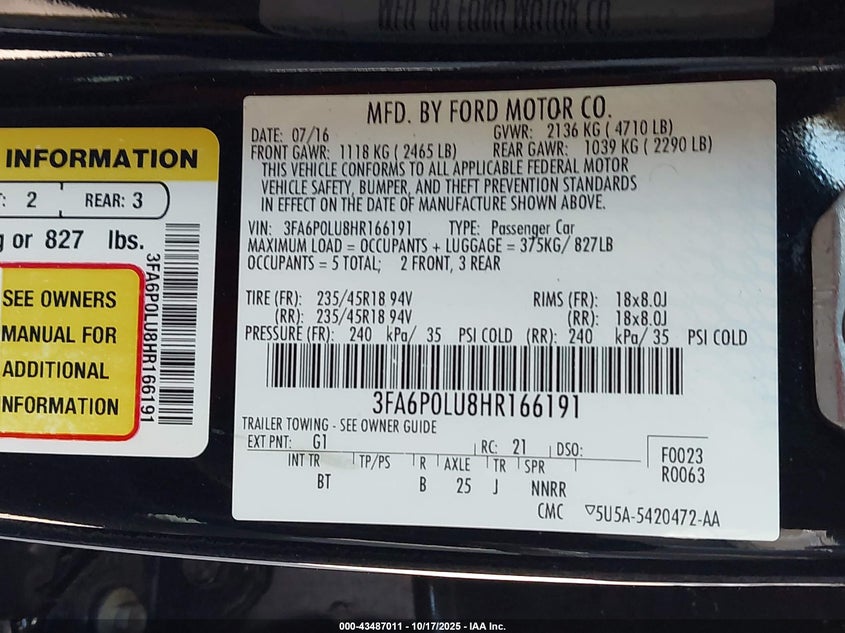 MFD. BY FORD MOTOR CO.
INFORMATION
2 REAR: 3
or 827 lbs.
SEE OWNERS
MANUAL FOR
ADDITIONAL
INFORMATION
3FA6P0LU8HR166191
MFD. BY FORD MOTOR CO.
DATE: 07/16 GVWR: 2136 KG ( 4710 LB)
FRONT GAWR: 1118 KG ( 2465 LB) REAR GAWR: 1039 KG ( 2290 LB)
THIS VEHICLE CONFORMS TO ALL APPLICABLE FEDERAL MOTOR
VEHICLE SAFETY, BUMPER, AND THEFT PREVENTION STANDARDS
IN EFFECT ON THE DATE OF MANUFACTURE SHOWN ABOVE.
VIN: 3FA6P0LU8HR166191 TYPE: Passenger Car
MAXIMUM LOAD = OCCUPANTS + LUGGAGE = 375KG/ 827LB
OCCUPANTS = 5 TOTAL; 2 FRONT, 3 REAR
TIRE (FR): 235/45R18 94V RIMS (FR): 18x8.0J
(RR): 235/45R18 94V (RR): 18x8.0J
PRESSURE (FR): 240 kPa/ 35 PSI COLD (RR): 240 kPa/ 35 PSI COLD
3FA6P0LU8HR166191
TRAILER TOWING - SEE OWNER GUIDE
EXT PNT: G1 RC: 21 DSO: F0023
R0063
INT TR TP/PS R AXLE TR SPR
BT B 25 J NNRR
CMC 5U5A-5420472-AA
000-43487011 - 10/17/2025 - IAA Inc.